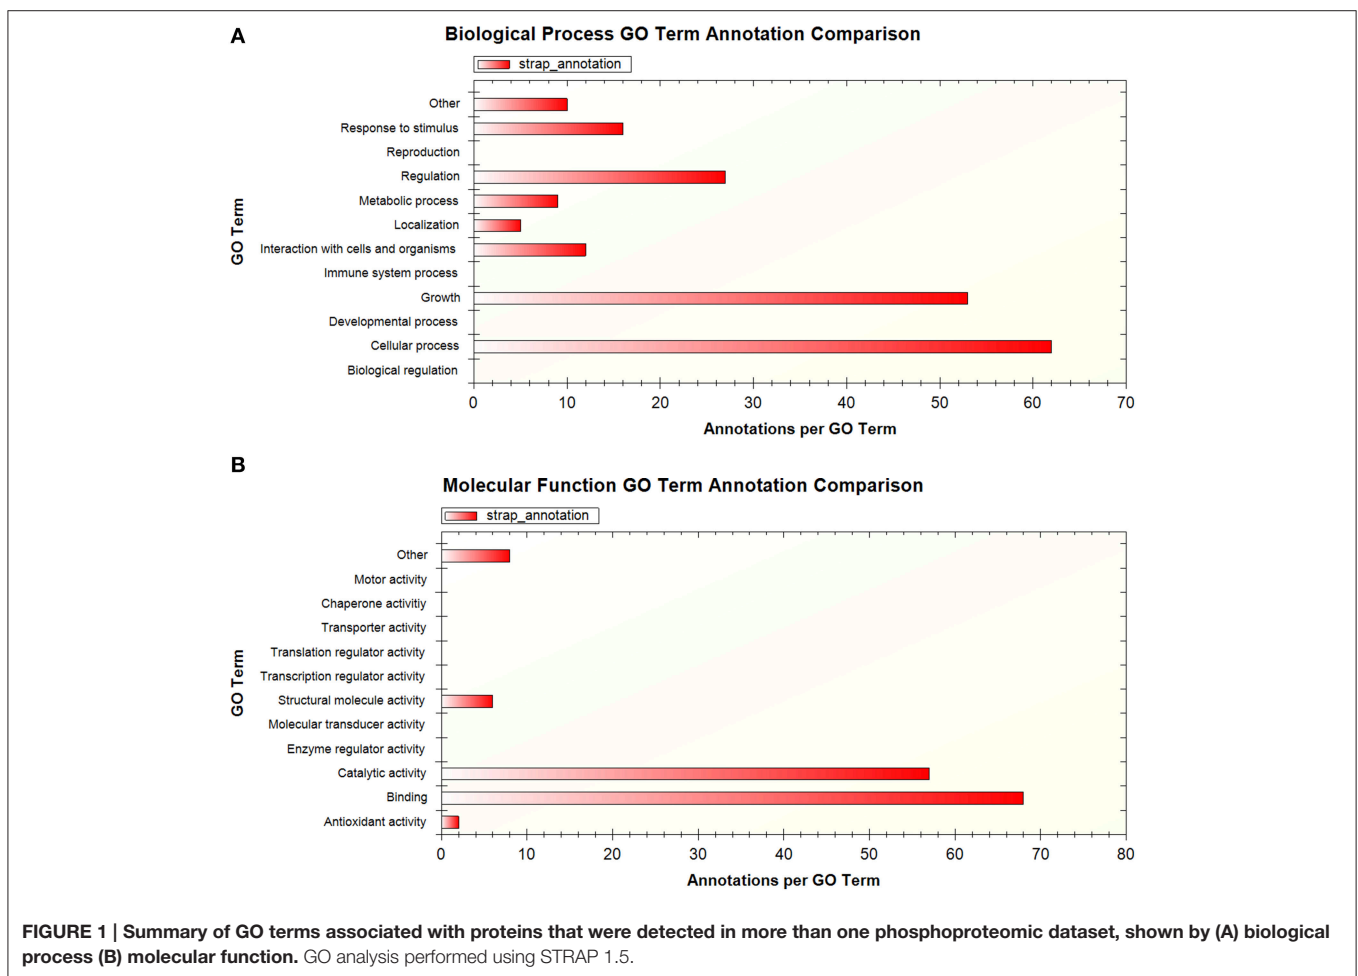 A
Biological Process GO Term Annotation Comparison
strap_annotation
GO Term
Other
Response to stimulus
Reproduction
Regulation
Metabolic process
Localization
Interaction with cells and organisms
Immune system process
Growth
Developmental process
Cellular process
Biological regulation
0 10 20 30 40 50 60 70
Annotations per GO Term
B
Molecular Function GO Term Annotation Comparison
strap_annotation
GO Term
Other
Motor activity
Chaperone activitiy
Transporter activity
Translation regulator activity
Transcription regulator activity
Structural molecule activity
Molecular transducer activity
Enzyme regulator activity
Catalytic activity
Binding
Antioxidant activity
0 10 20 30 40 50 60 70 80
Annotations per GO Term
FIGURE 1 | Summary of GO terms associated with proteins that were detected in more than one phosphoproteomic dataset, shown by (A) biological
process (B) molecular function. GO analysis performed using STRAP 1.5.